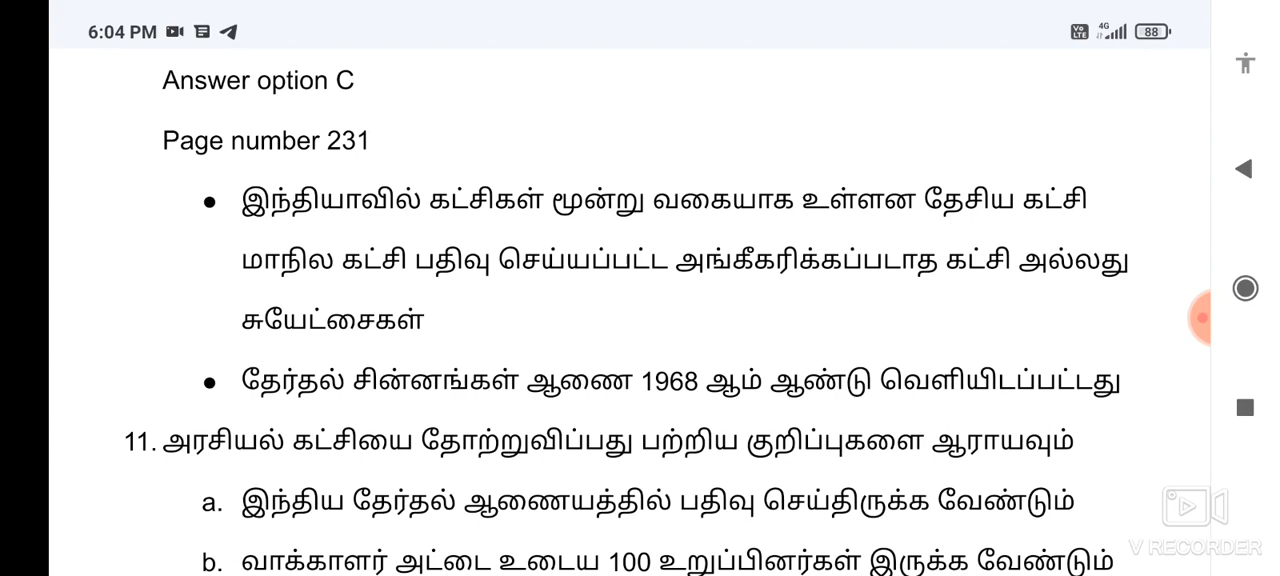 6:04 PM
Vo LTE 4G 88
Answer option C
Page number 231
• இந்தியாவில் கட்சிகள் மூன்று வகையாக உள்ளன தேசிய கட்சி
மாநில கட்சி பதிவு செய்யப்பட்ட அங்கீகரிக்கப்படாத கட்சி அல்லது
சுயேட்சைகள்
• தேர்தல் சின்னங்கள் ஆணை 1968 ஆம் ஆண்டு வெளியிடப்பட்டது
11. அரசியல் கட்சியை தோற்றுவிப்பது பற்றிய குறிப்புகளை ஆராயவும்
a. இந்திய தேர்தல் ஆணையத்தில் பதிவு செய்திருக்க வேண்டும்
b. வாக்காளர் அட்டை உடைய 100 உறுப்பினர்கள் இருக்க வேண்டும்
V RECORDER